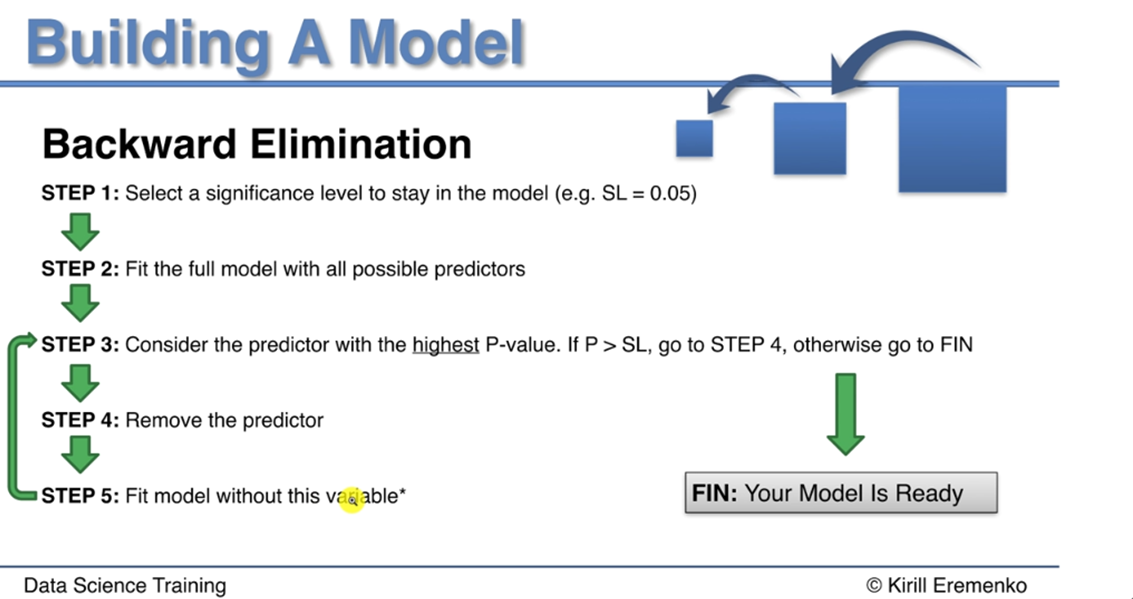 Building A Model
Backward Elimination
STEP 1: Select a significance level to stay in the model (e.g. SL = 0.05)
STEP 2: Fit the full model with all possible predictors
STEP 3: Consider the predictor with the highest P-value. If P > SL, go to STEP 4, otherwise go to FIN
STEP 4: Remove the predictor
STEP 5: Fit model without this variable*
FIN: Your Model Is Ready
Data Science Training
© Kirill Eremenko